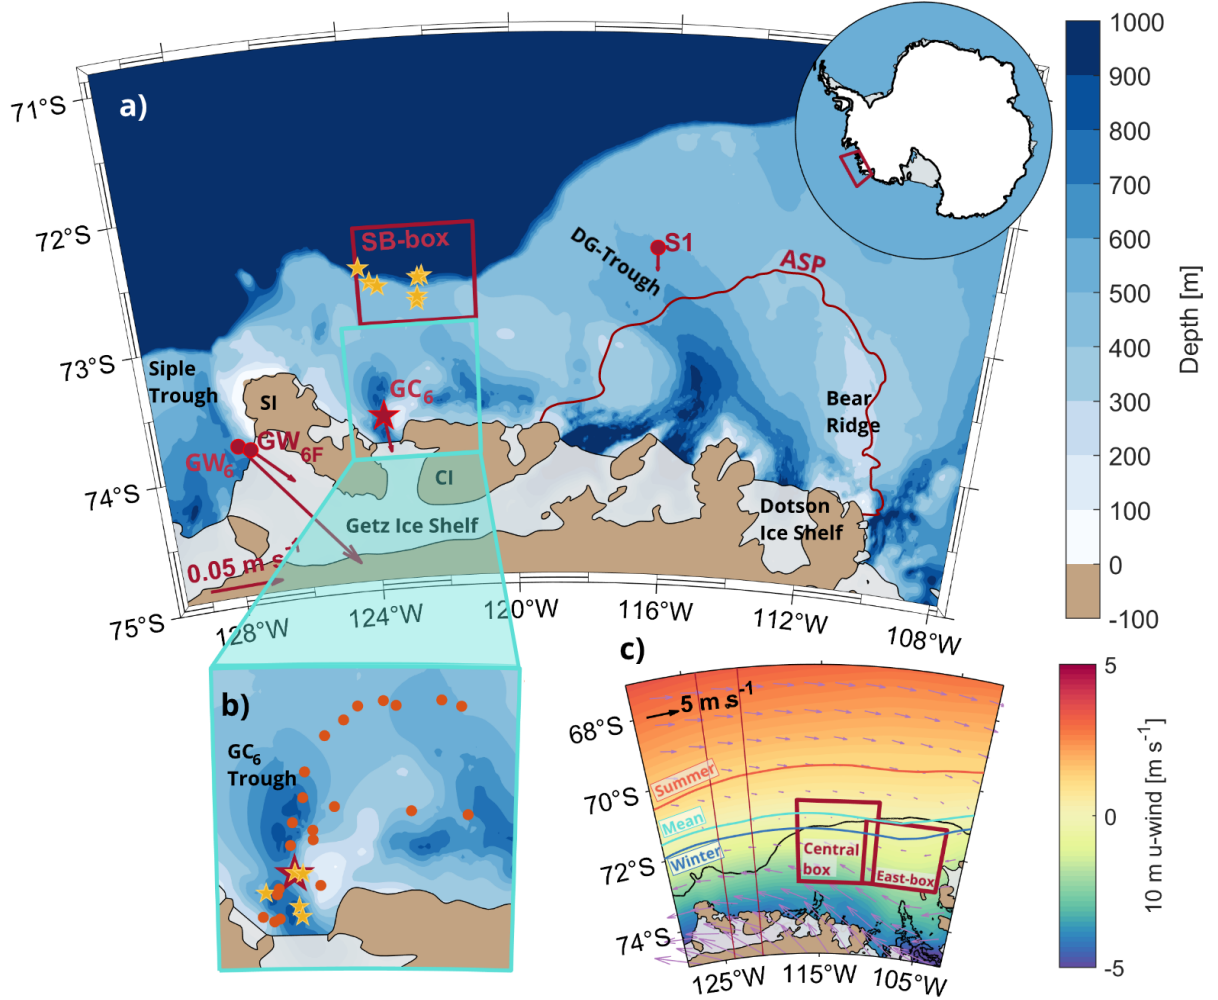 a)
71°S
72°S
73°S
74°S
75°S
128°W
124°W
120°W
116°W
112°W
108°W
SB-box
DG-Trough
S1
ASP
Siple
Trough
SI
GC6
GW6F
GW6
CI
Bear
Ridge
Getz Ice Shelf
Dotson
Ice Shelf
0.05 m s-1
1000
900
800
700
600
500
400
300
200
100
0
-100
Depth [m]
b)
GC6
Trough
c)
5 m s-1
68°S
70°S
72°S
74°S
Summer
Mean
Winter
Central
box
East-box
125°W
115°W
105°W
5
0
-5
10 m u-wind [m s-1]